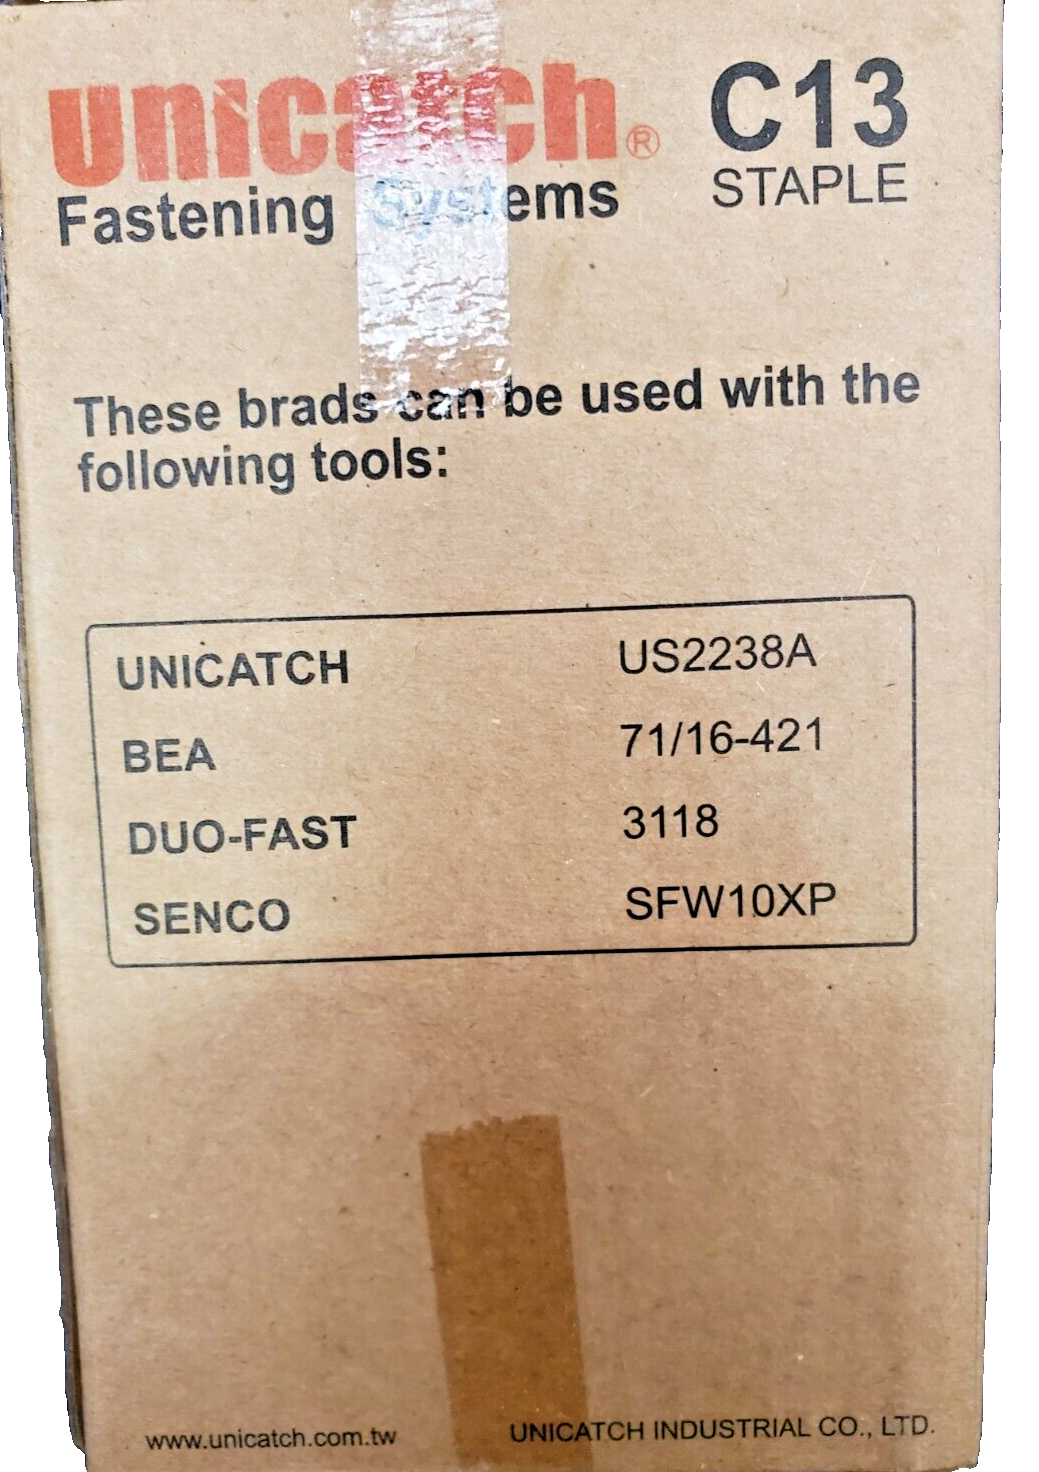 unicatch®
Fastening Systems
C13
STAPLE
These brads can be used with the
following tools:
UNICATCH US2238A
BEA 71/16-421
DUO-FAST 3118
SENCO SFW10XP
www.unicatch.com.tw UNICATCH INDUSTRIAL CO., LTD.